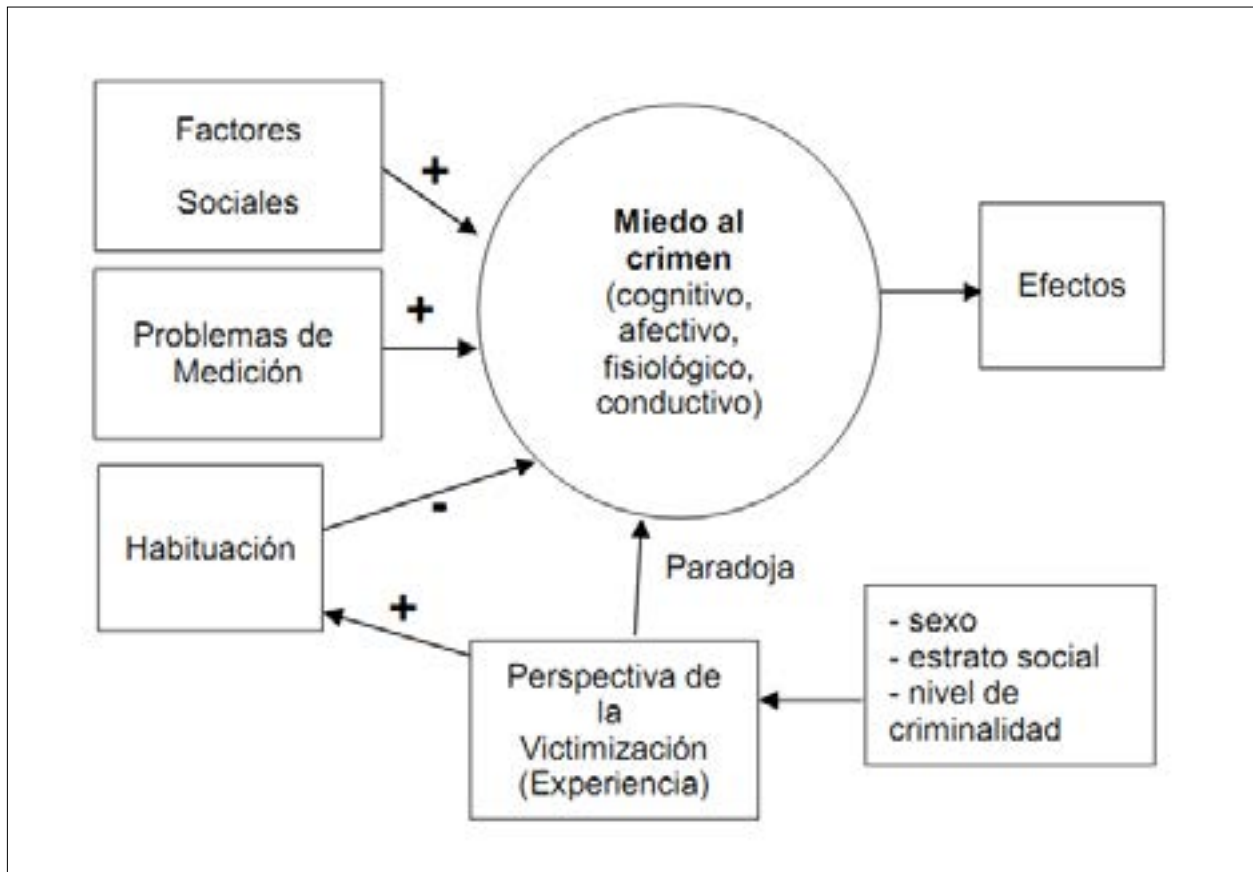 Factores
Sociales
+
Problemas de
Medición
+
Habituación
-
+
Miedo al
crimen
(cognitivo,
afectivo,
fisiológico,
conductivo)
Efectos
Paradoja
Perspectiva de
la
Victimización
(Experiencia)
- sexo
- estrato social
- nivel de
criminalidad